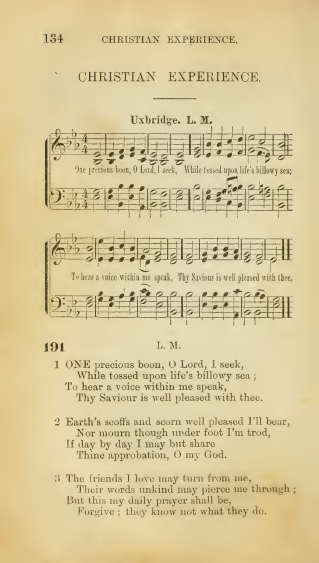 134 CHRISTIAN EXPERIENCE.
CHRISTIAN EXPERIENCE.
Uxbridge. L. M.
One precious boon, O Lord, I seek, While tossed upon life's billowy sea;
To hear a voice within me speak, Thy Saviour is well pleased with thee.
191 L. M.
1 ONE precious boon, O Lord, I seek,
While tossed upon life's billowy sea ;
To hear a voice within me speak,
Thy Saviour is well pleased with thee.
2 Earth's scoffs and scorn well pleased I'll bear,
Nor mourn though under foot I'm trod,
If day by day I may but share
Thine approbation, O my God.
3 The friends I love may turn from me,
Their words unkind may pierce me through ;
But this my daily prayer shall be,
Forgive ; they know not what they do.